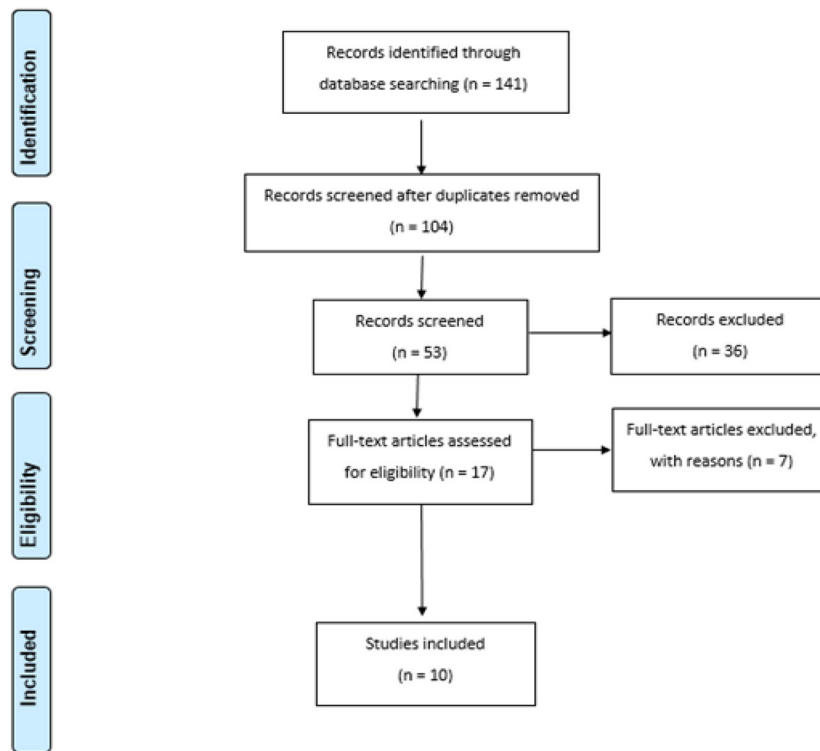 Identification
Records identified through
database searching (n = 141)
Records screened after duplicates removed
(n = 104)
Screening
Records screened
(n = 53)
Records excluded
(n = 36)
Eligibility
Full-text articles assessed
for eligibility (n = 17)
Full-text articles excluded,
with reasons (n = 7)
Included
Studies included
(n = 10)